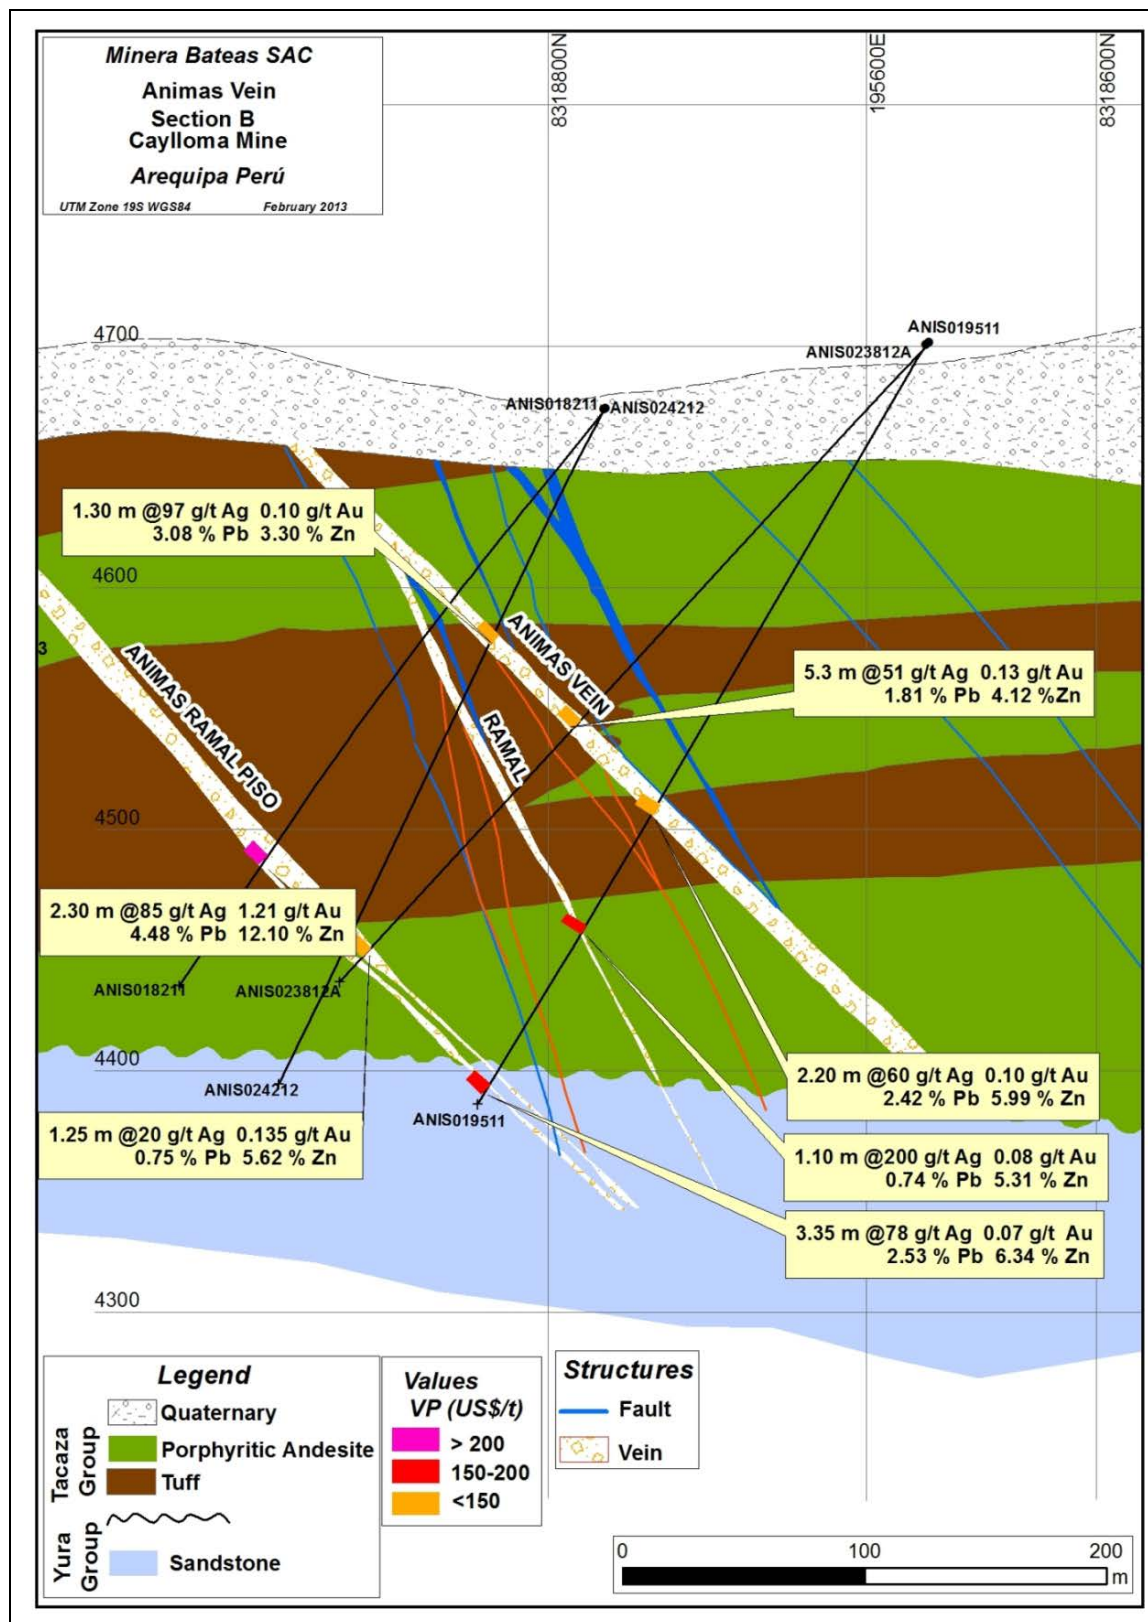 Minera Bateas SAC
Animas Vein
Section B
Caylloma Mine
Arequipa Perú
UTM Zone 19S WGS84 February 2013
8318800N
195600E
8318600N
4700
ANIS019511
ANIS023812A
ANIS018211 ANIS024212
1.30 m @97 g/t Ag 0.10 g/t Au
3.08 % Pb 3.30 % Zn
4600
3
ANIMAS RAMAL PISO
RAMAL
ANIMAS VEIN
5.3 m @51 g/t Ag 0.13 g/t Au
1.81 % Pb 4.12 %Zn
4500
2.30 m @85 g/t Ag 1.21 g/t Au
4.48 % Pb 12.10 % Zn
ANIS018211
ANIS023812A
4400
ANIS024212
ANIS019511
2.20 m @60 g/t Ag 0.10 g/t Au
2.42 % Pb 5.99 % Zn
1.25 m @20 g/t Ag 0.135 g/t Au
0.75 % Pb 5.62 % Zn
1.10 m @200 g/t Ag 0.08 g/t Au
0.74 % Pb 5.31 % Zn
3.35 m @78 g/t Ag 0.07 g/t Au
2.53 % Pb 6.34 % Zn
4300
Legend
Quaternary
Tacaza
Group
Porphyritic Andesite
Tuff
Yura
Group
Sandstone
Values
VP (US$/t)
> 200
150-200
<150
Structures
Fault
Vein
0 100 200
m